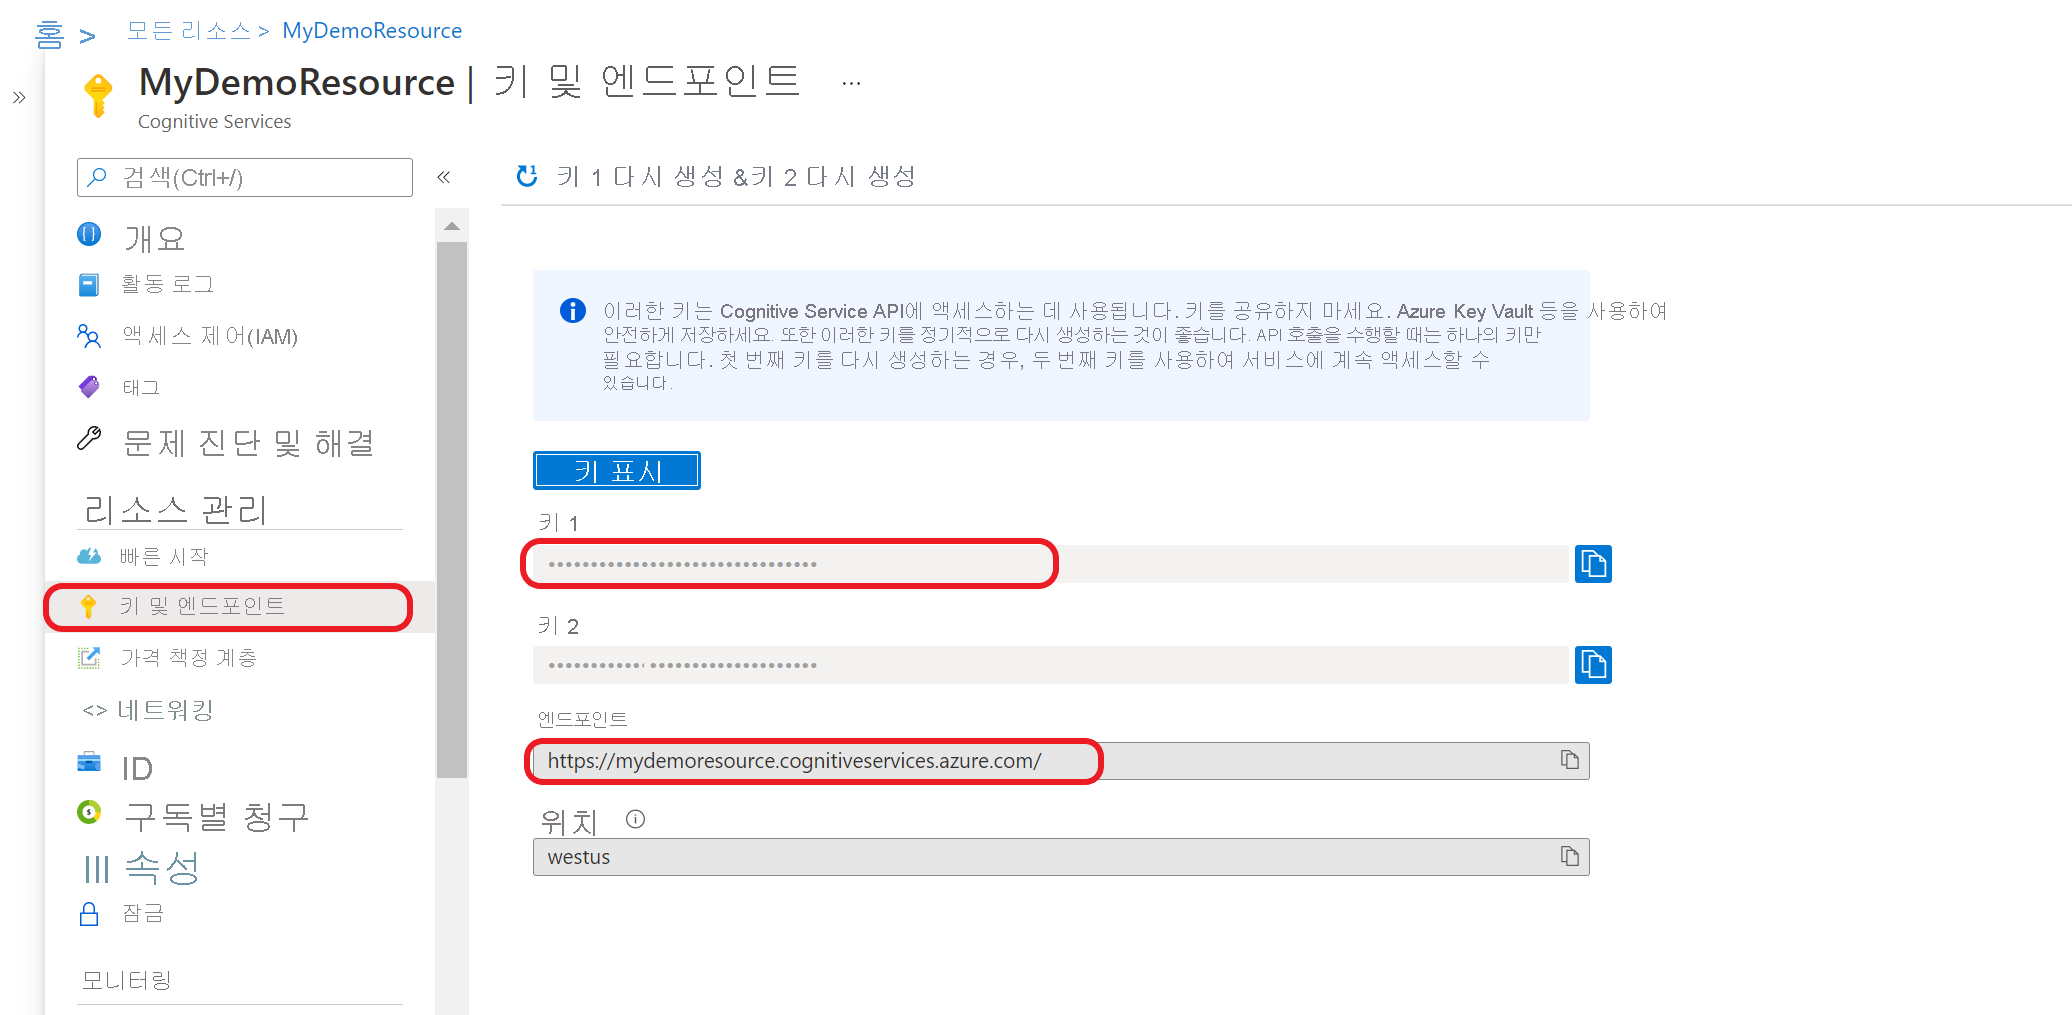 홈 > 모든 리소스 > MyDemoResource
MyDemoResource | 키 및 엔드포인트 ...
Cognitive Services
검색(Ctrl+/)
개요
활동 로그
액세스 제어(IAM)
태그
문제 진단 및 해결
리소스 관리
빠른 시작
키 및 엔드포인트
가격 책정 계층
<> 네트워킹
ID
구독별 청구
속성
잠금
모니터링
키 1 다시 생성 &키 2 다시 생성
이러한 키는 Cognitive Service API에 액세스하는 데 사용됩니다. 키를 공유하지 마세요. Azure Key Vault 등을 사용하여
안전하게 저장하세요. 또한 이러한 키를 정기적으로 다시 생성하는 것이 좋습니다. API 호출을 수행할 때는 하나의 키만
필요합니다. 첫 번째 키를 다시 생성하는 경우, 두 번째 키를 사용하여 서비스에 계속 액세스할 수
있습니다.
키 표시
키 1
키 2
엔드포인트
https://mydemoresource.cognitiveservices.azure.com/
위치
westus